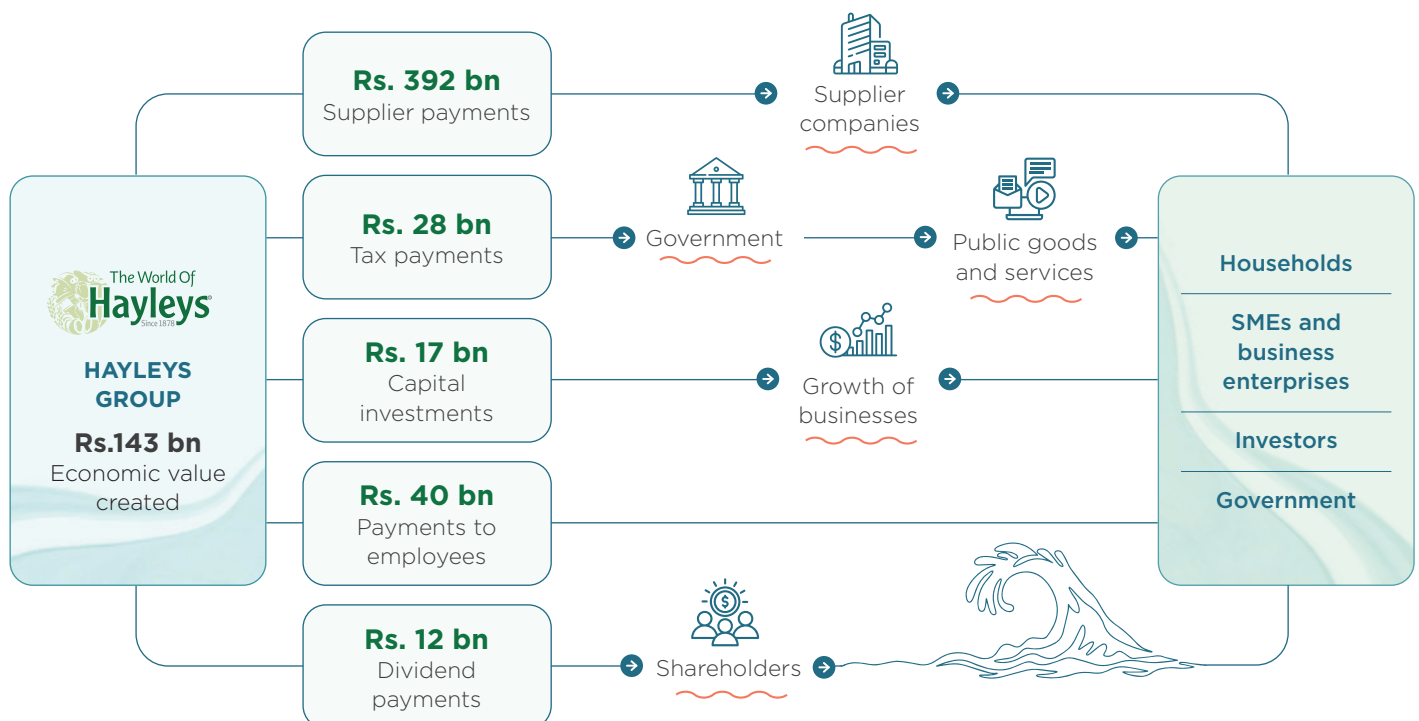 The World Of
Hayleys
Since 1878
HAYLEYS
GROUP
Rs.143 bn
Economic value
created
Rs. 392 bn
Supplier payments
Supplier
companies
Rs. 28 bn
Tax payments
Government
Public goods
and services
Rs. 17 bn
Capital
investments
Growth of
businesses
Rs. 40 bn
Payments to
employees
Rs. 12 bn
Dividend
payments
Shareholders
Households
SMEs and
business
enterprises
Investors
Government